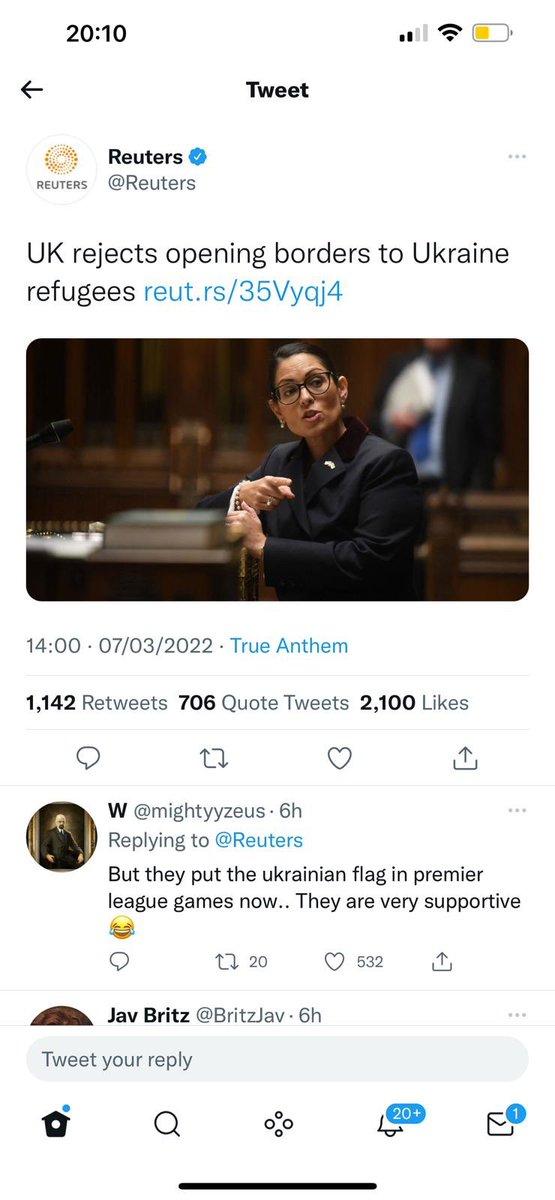 20:10
Tweet
Reuters
@Reuters
REUTERS
UK rejects opening borders to Ukraine
refugees reut.rs/35Vyqj4
14:00 · 07/03/2022 · True Anthem
1,142 Retweets 706 Quote Tweets 2,100 Likes
W @mightyyzeus · 6h
Replying to @Reuters
But they put the ukrainian flag in premier
league games now.. They are very supportive
😂
20 532
Jav Britz @BritzJav · 6h
Tweet your reply
20+ 1